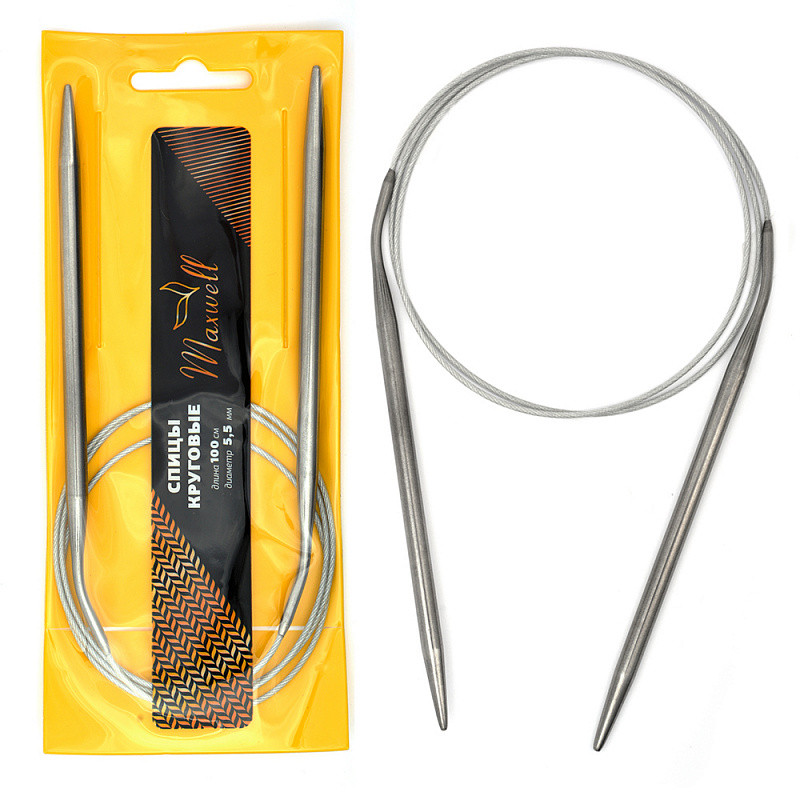 Maxwell
СПИЦЫ
КРУГОВЫЕ
длина 100 см
диаметр 5,5 мм